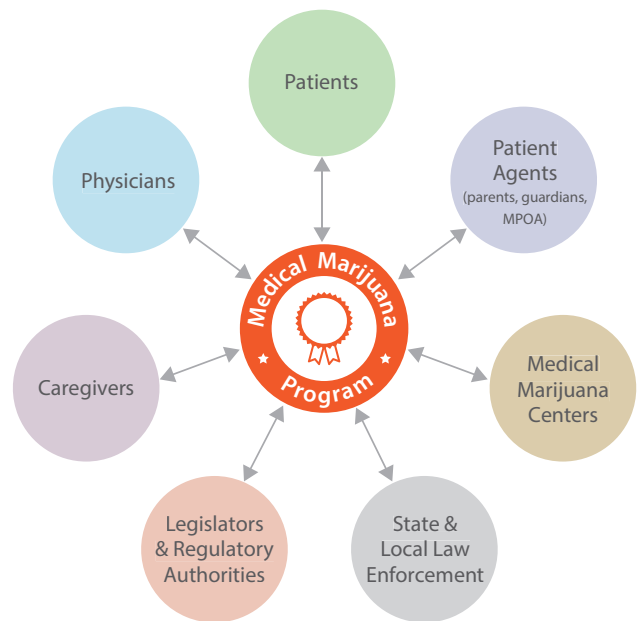 Patients
Patient
Agents
(parents, guardians,
MPOA)
Medical
Marijuana
Centers
State &
Local Law
Enforcement
Legislators
& Regulatory
Authorities
Caregivers
Physicians
Medical Marijuana
Program